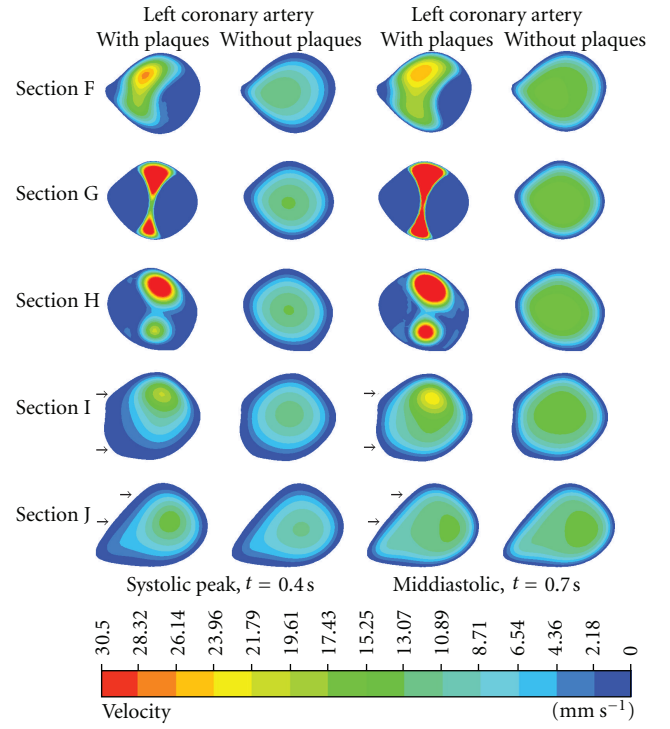 Left coronary artery Left coronary artery
With plaques Without plaques With plaques Without plaques
Section F
Section G
Section H
Section I
→ →
→ →
Section J
→ →
→ →
Systolic peak, t = 0.4 s Middiastolic, t = 0.7 s
30.5 28.32 26.14 23.96 21.79 19.61 17.43 15.25 13.07 10.89 8.71 6.54 4.36 2.18 0
Velocity (mm s⁻¹)